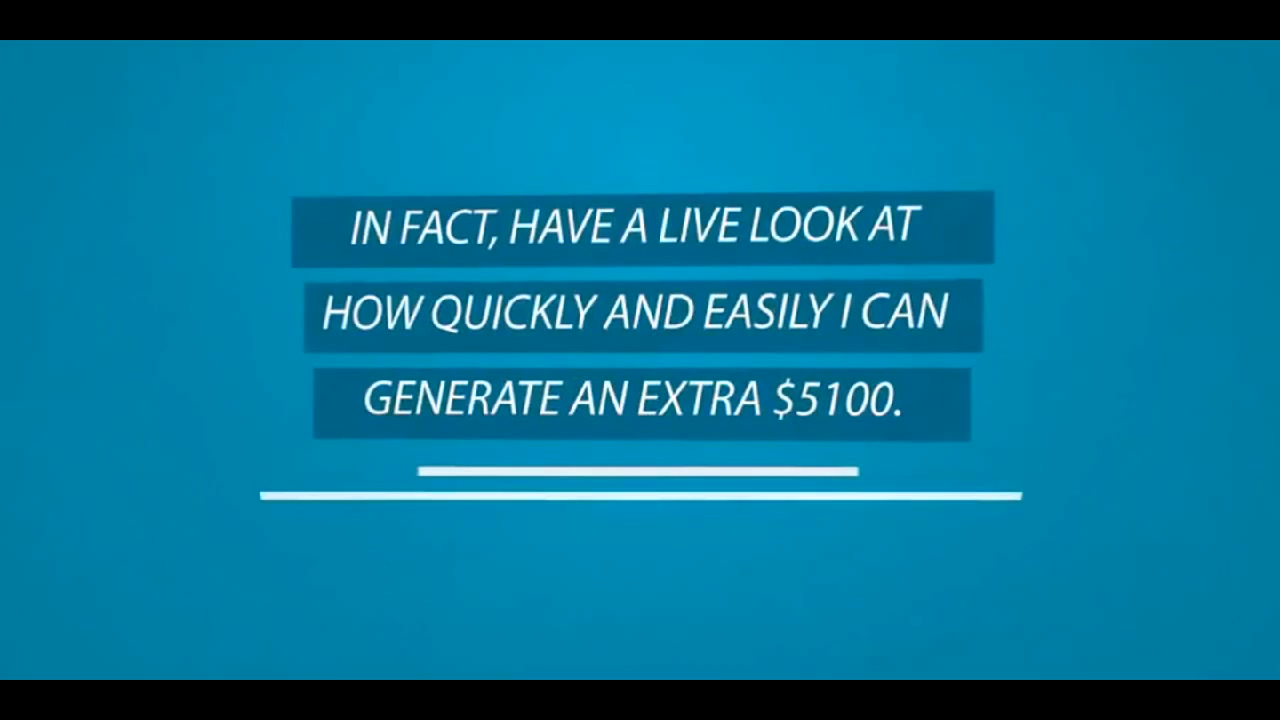 IN FACT, HAVE A LIVE LOOK AT
HOW QUICKLY AND EASILY I CAN
GENERATE AN EXTRA $5100.